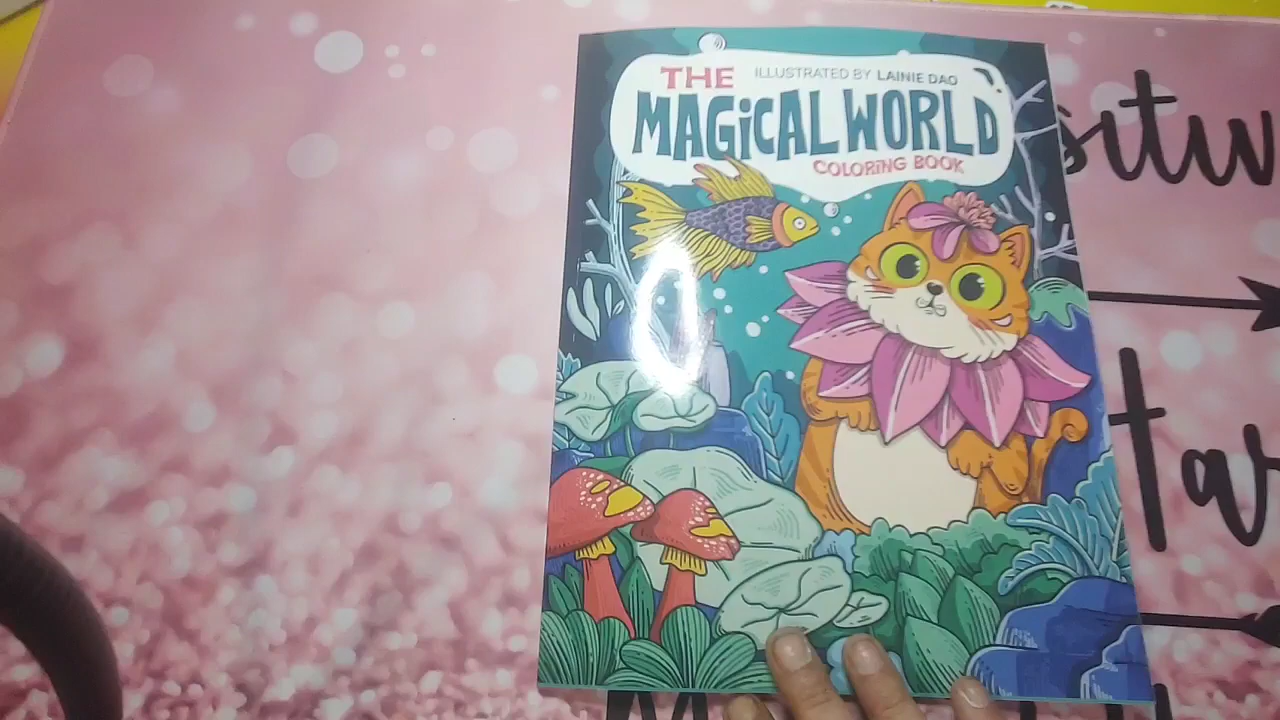 THE
ILLUSTRATED BY LAINIE DAO
MAGiCAL WORLD
COLORiNG BOOK